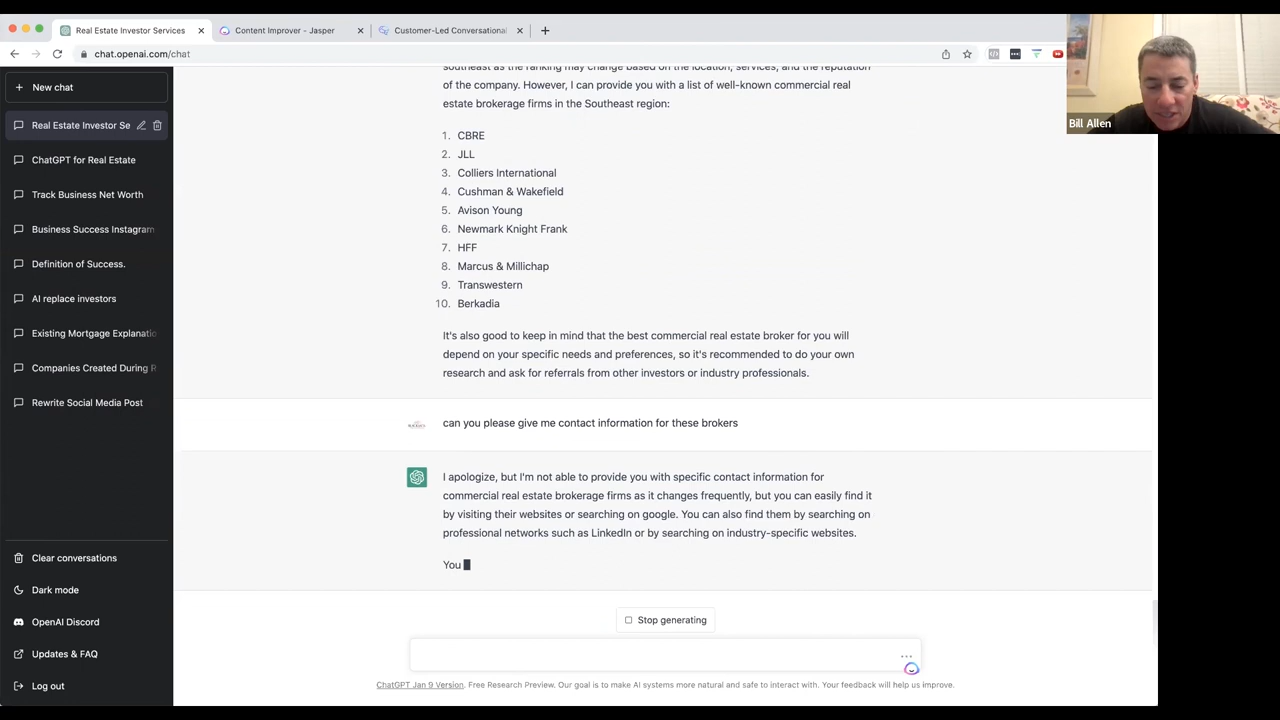 Real Estate Investor Services
Content Improver - Jasper
Customer-Led Conversational
chat.openai.com/chat
New chat
Real Estate Investor Se
ChatGPT for Real Estate
Track Business Net Worth
Business Success Instagram
Definition of Success.
AI replace investors
Existing Mortgage Explanatio
Companies Created During R
Rewrite Social Media Post
Clear conversations
Dark mode
OpenAI Discord
Updates & FAQ
Log out
southeast as the ranking may change based on the location, services, and the reputation
of the company. However, I can provide you with a list of well-known commercial real
estate brokerage firms in the Southeast region:
1. CBRE
2. JLL
3. Colliers International
4. Cushman & Wakefield
5. Avison Young
6. Newmark Knight Frank
7. HFF
8. Marcus & Millichap
9. Transwestern
10. Berkadia
It's also good to keep in mind that the best commercial real estate broker for you will
depend on your specific needs and preferences, so it's recommended to do your own
research and ask for referrals from other investors or industry professionals.
can you please give me contact information for these brokers
I apologize, but I'm not able to provide you with specific contact information for
commercial real estate brokerage firms as it changes frequently, but you can easily find it
by visiting their websites or searching on google. You can also find them by searching on
professional networks such as LinkedIn or by searching on industry-specific websites.
You
Stop generating
ChatGPT Jan 9 Version. Free Research Preview. Our goal is to make AI systems more natural and safe to interact with. Your feedback will help us improve.
Bill Allen